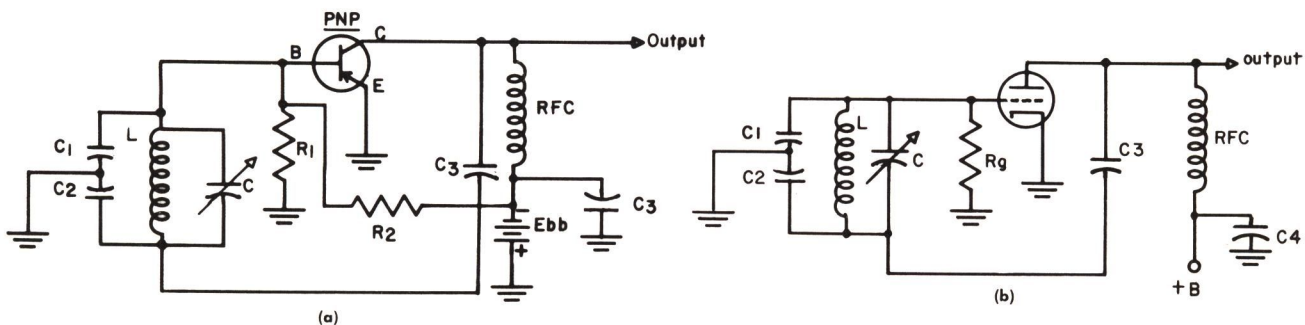 PNP
C
Output
B
E
RFC
C1
L
R1
C3
C
C2
C3
R2
Ebb
+
(a)
output
C1
L
C
Rg
C3
RFC
C2
C4
+B
(b)